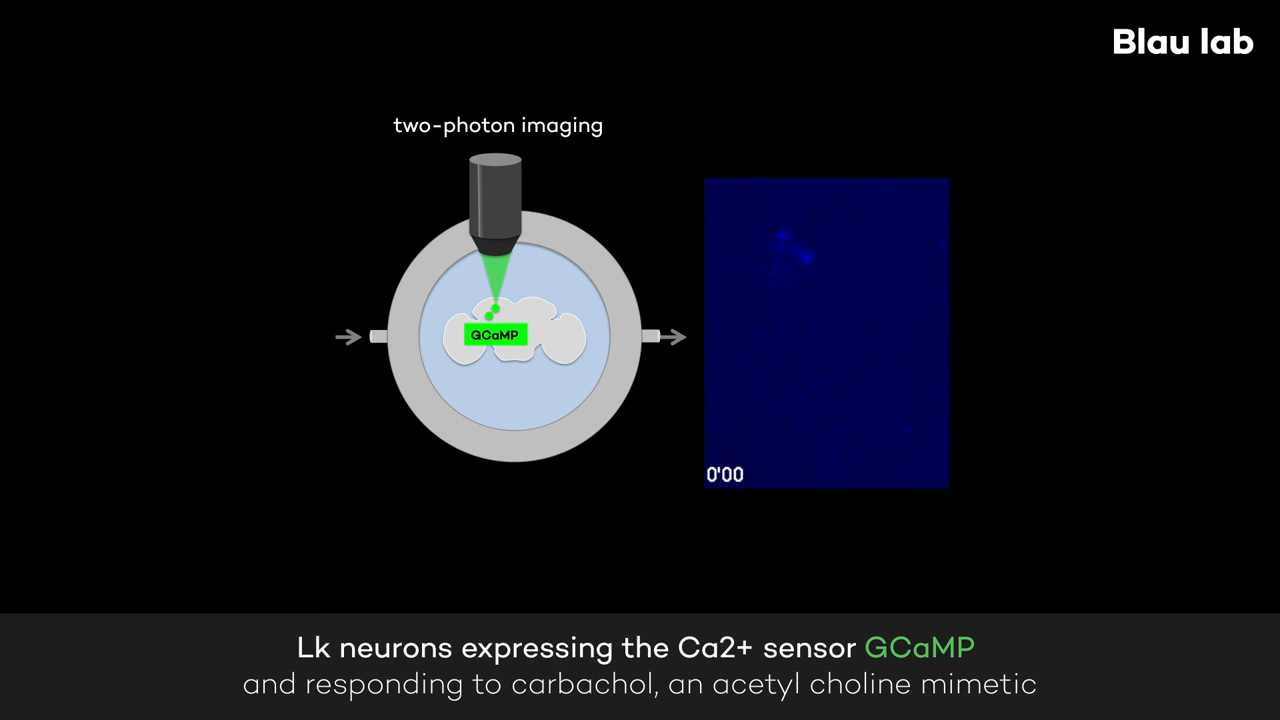 Blau lab
two-photon imaging
GCaMP
0'00
Lk neurons expressing the Ca2+ sensor GCaMP
and responding to carbachol, an acetyl choline mimetic